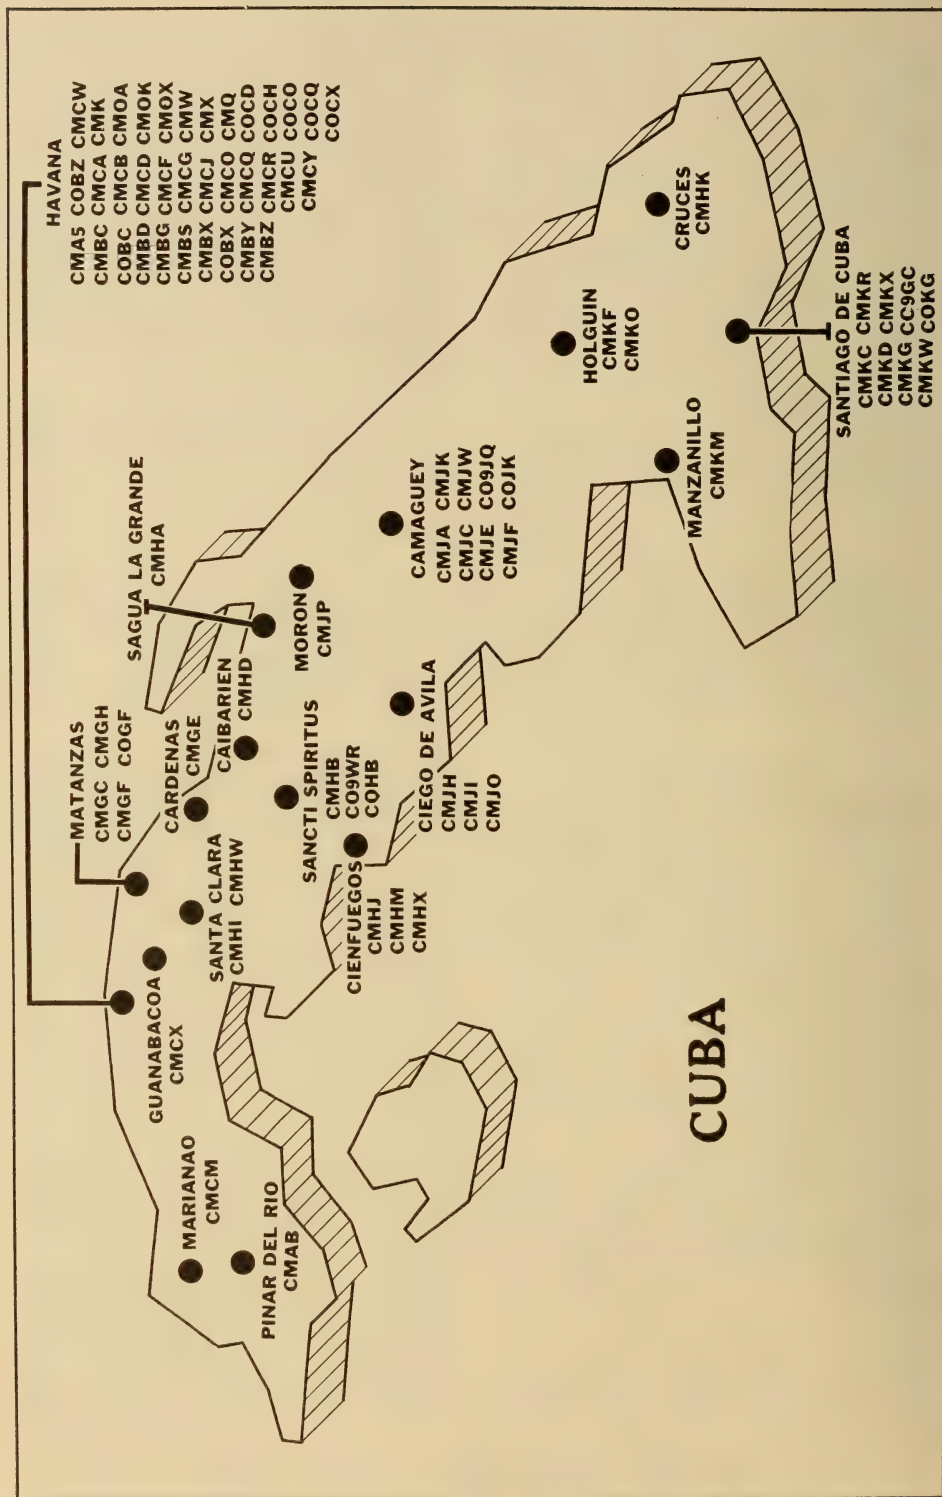 HAVANA
CMA5 COBZ CMCW
CMBC CMCA CMK
COBC CMCB CMOA
CMBD CMCD CMOK
CMBG CMCF CMOX
CMBS CMCG CMW
CMBX CMCJ CMX
COBX CMCO CMQ
CMBY CMCQ COCD
CMBZ CMCR COCH
CMCU COCO
CMCY COCQ
COCX
MATANZAS
CMGC CMGH
CMGF COGF
SAGUA LA GRANDE
CMHA
GUANABACOA
CMCX
CARDENAS
CMGE
CAIBARIEN
CMHD
MARIANAO
CMCM
SANTA CLARA
CMHI CMHW
PINAR DEL RIO
CMAB
MORON
CMJP
SANCTI SPIRITUS
CMHB
CO9WR
COHB
CIENFUEGOS
CMHJ
CMHM
CMHX
CIEGO DE AVILA
CMJH
CMJI
CMJO
CAMAGUEY
CMJA CMJK
CMJC CMJW
CMJE CO9JQ
CMJF COJK
HOLGUIN
CMKF
CMKO
CRUCES
CMHK
MANZANILLO
CMKM
SANTIAGO DE CUBA
CMKC CMKR
CMKD CMKX
CMKG CC9GC
CMKW COKG
CUBA